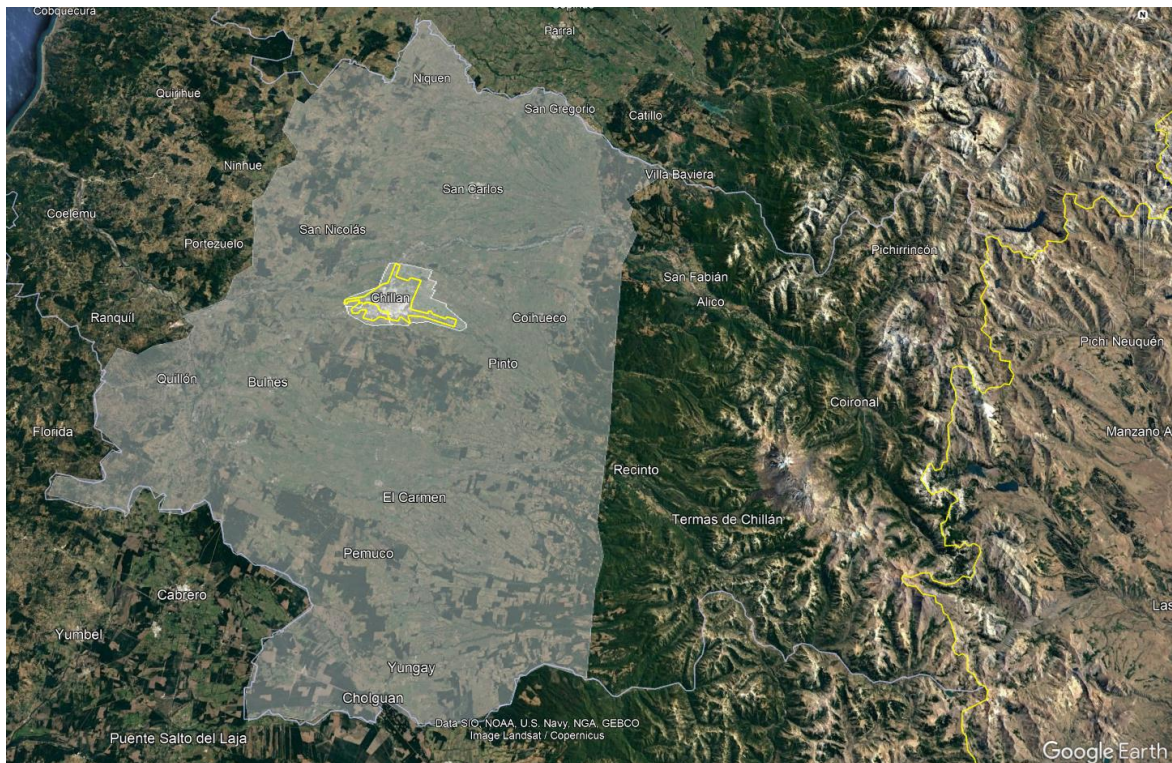 Cobquecura
Parral
Niquen
Quirihue
San Gregorio
Catillo
Ninhue
Villa Baviera
San Carlos
Coelemu
San Nicolás
Portezuelo
Pichirrincón
San Fabián
Chillan
Alico
Ranquil
Coihueco
Pichi Neuquén
Pinto
Quillón
Bulnes
Coironal
Florida
Manzano A
Recinto
El Carmen
Termas de Chillán
Pemuco
Cabrero
Las
Yumbel
Yungay
Cholguan
Data SIO, NOAA, U.S. Navy, NGA, GEBCO
Image Landsat / Copernicus
Puente Salto del Laja
Google Earth
N